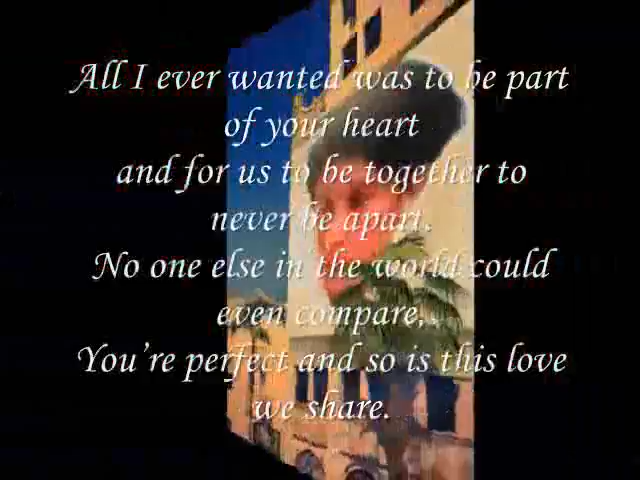 All I ever wanted was to be part
of your heart
and for us to be together to
never be apart.
No one else in the world could
even compare,
You're perfect and so is this love
we share.